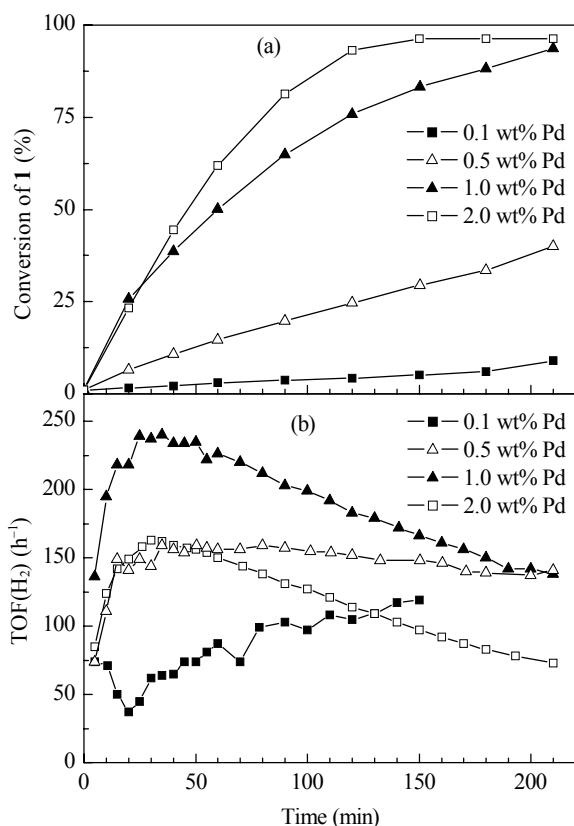 100
(a)
75
0.1 wt% Pd
0.5 wt% Pd
1.0 wt% Pd
2.0 wt% Pd
50
25
0
Conversion of 1 (%)
250
(b)
0.1 wt% Pd
0.5 wt% Pd
1.0 wt% Pd
2.0 wt% Pd
200
150
100
50
0
TOF(H₂) (h⁻¹)
0 50 100 150 200
Time (min)